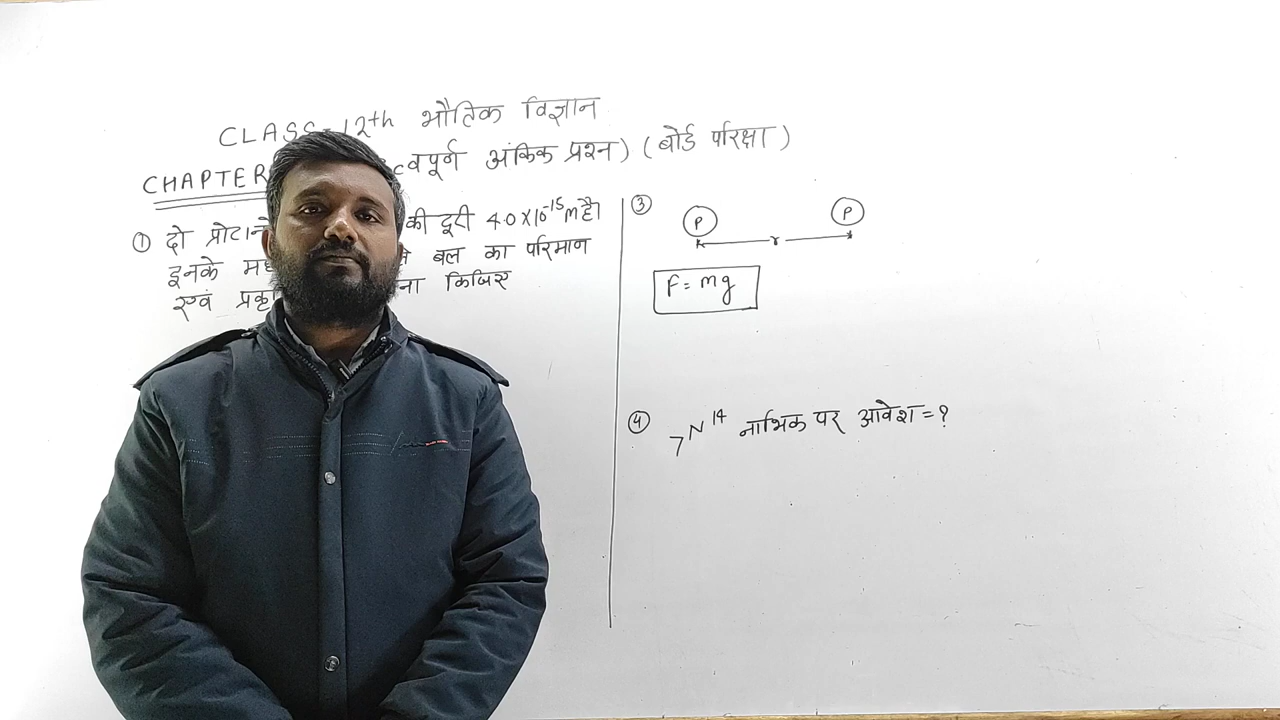 CLASS-12th भौतिक विज्ञान
CHAPTER वपूर्ण आंकिक प्रश्न) (बोर्ड परिक्षा)
① दो प्रोटानो की दूरी 4.0×10⁻¹⁵m है।
इनके बल का परिमान
एवं किजिए
③
P P
r
F = mg
④ ₇N¹⁴ नाभिक पर आवेश = ?